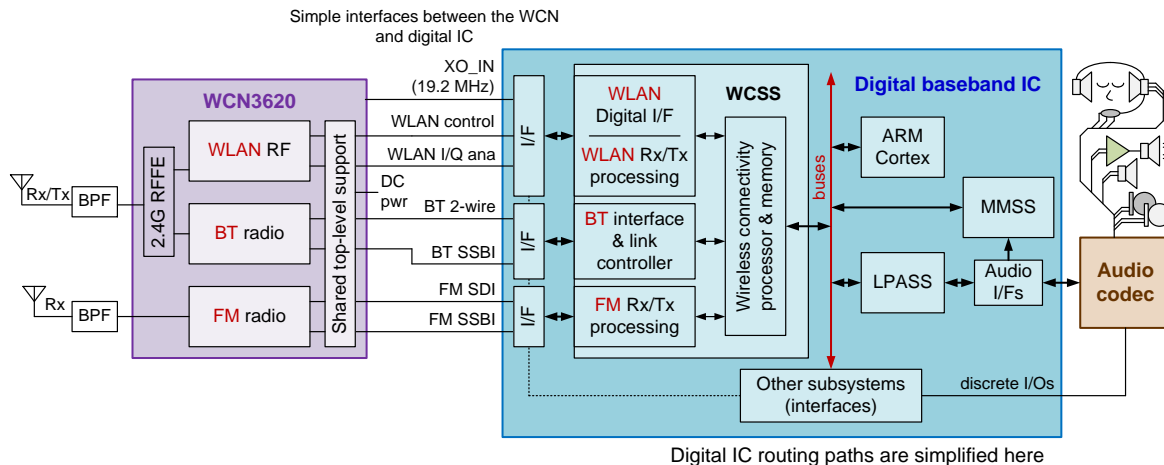 Simple interfaces between the WCN
and digital IC
XO_IN
(19.2 MHz)
WCN3620
WLAN control
WLAN RF
WLAN I/Q ana
DC
pwr
2.4G RFFE
Shared top-level support
Rx/Tx
BPF
BT 2-wire
BT radio
BT SSBI
Rx
BPF
FM SDI
FM radio
FM SSBI
I/F
I/F
I/F
WLAN
Digital I/F
WLAN Rx/Tx
processing
BT interface
& link
controller
FM Rx/Tx
processing
WCSS
Wireless connectivity
processor & memory
buses
Digital baseband IC
ARM
Cortex
MMSS
LPASS
Audio
I/Fs
Audio
codec
Other subsystems
(interfaces)
discrete I/Os
Digital IC routing paths are simplified here